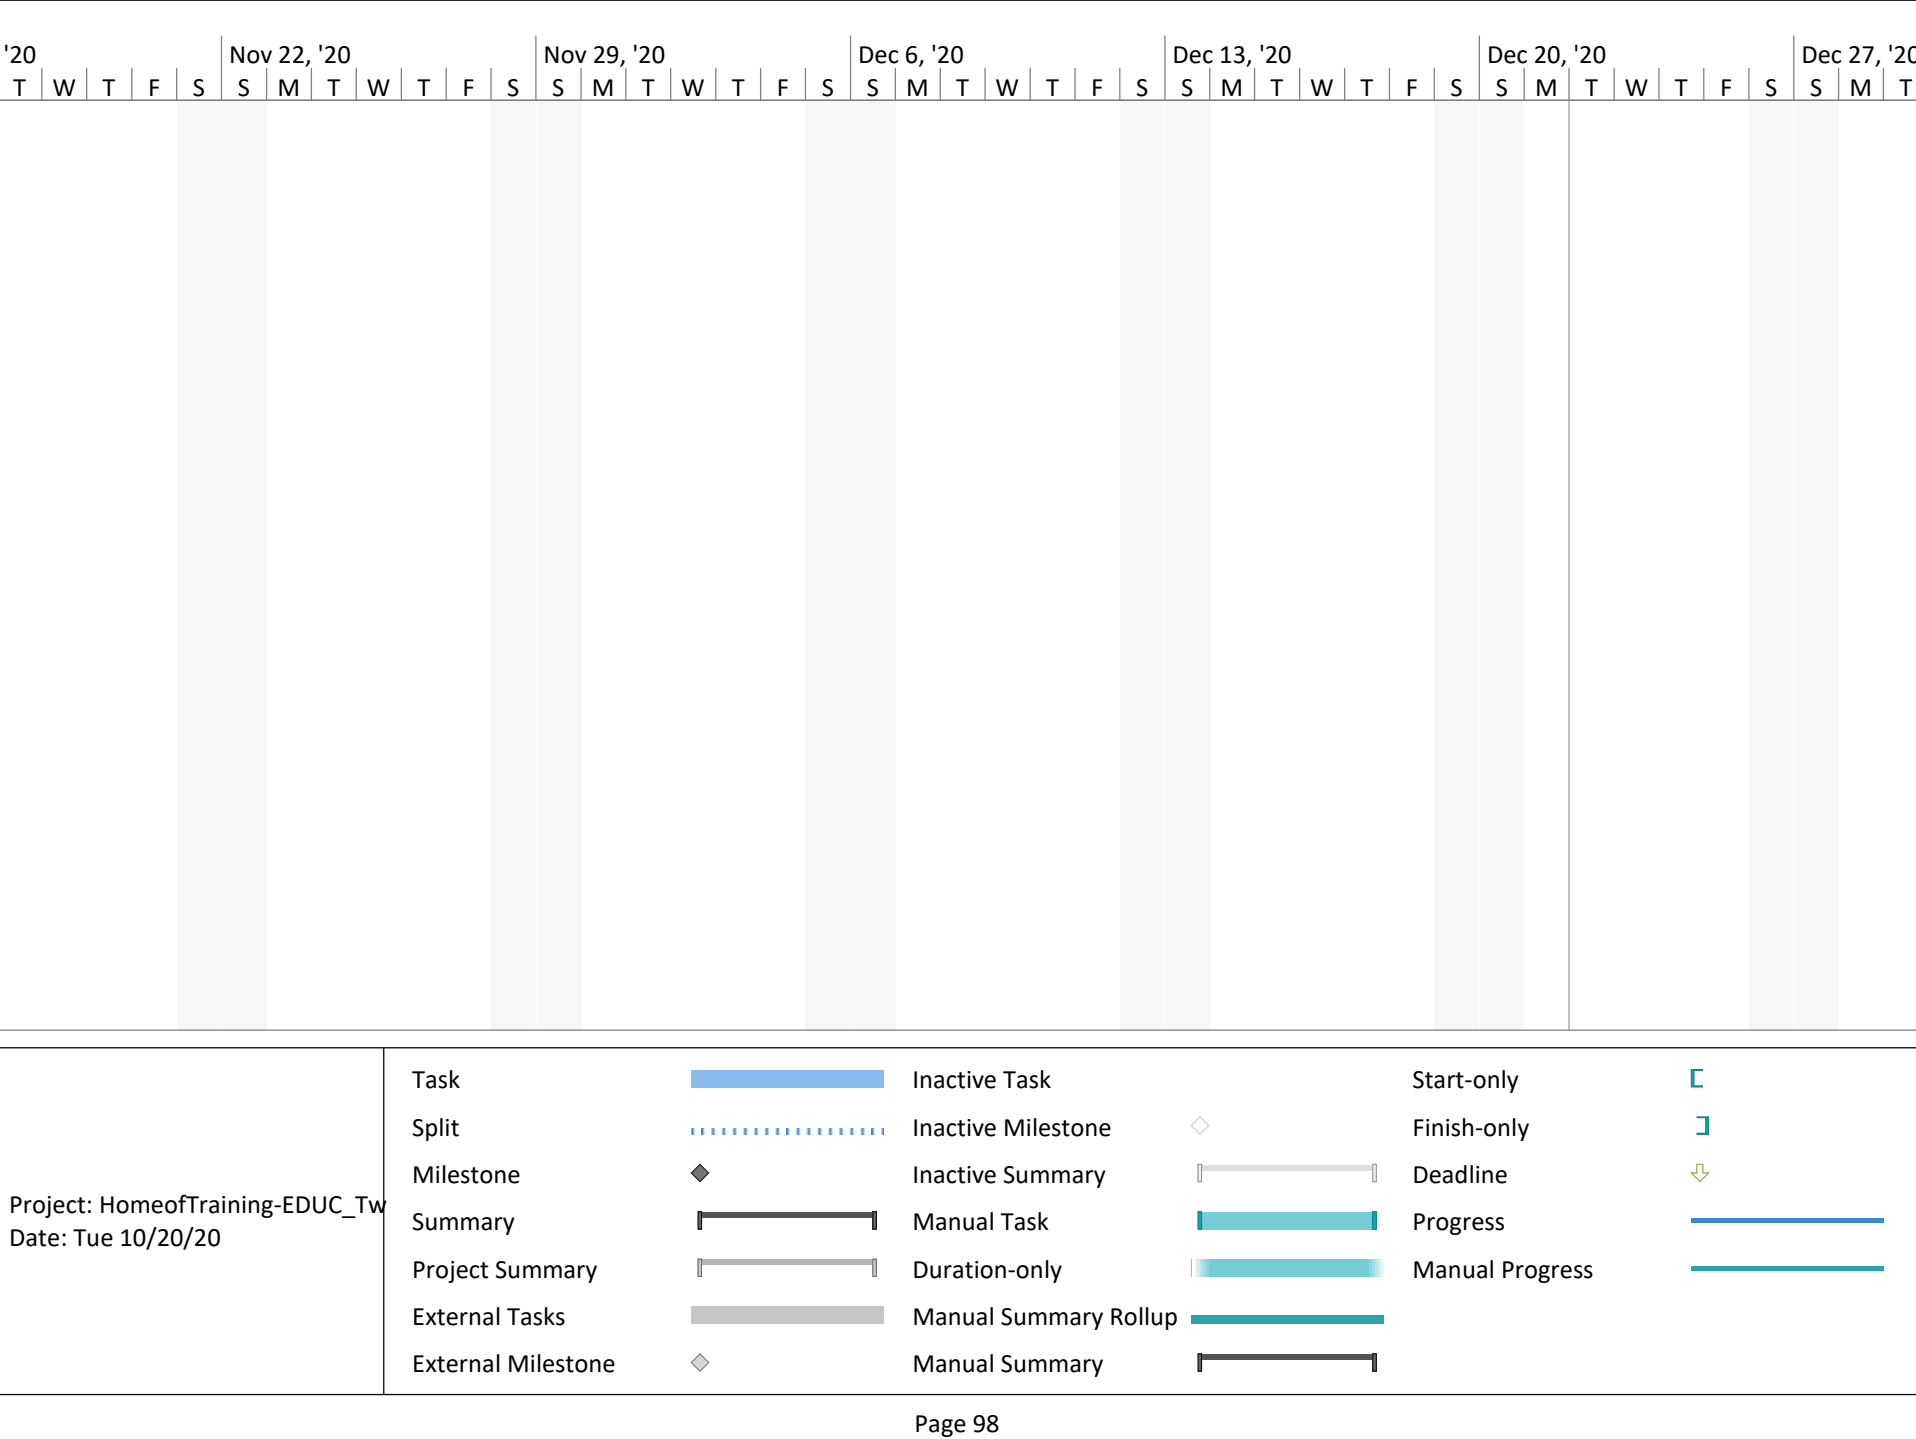 '20 Nov 22, '20 Nov 29, '20 Dec 6, '20 Dec 13, '20 Dec 20, '20 Dec 27, '20
T W T F S S M T W T F S S M T W T F S S M T W T F S S M T W T F S S M T W T F S S M T
Task Inactive Task Start-only
Split Inactive Milestone Finish-only
Milestone Inactive Summary Deadline
Project: HomeofTraining-EDUC_Tw
Date: Tue 10/20/20
Summary Manual Task Progress
Project Summary Duration-only Manual Progress
External Tasks Manual Summary Rollup
External Milestone Manual Summary
Page 98